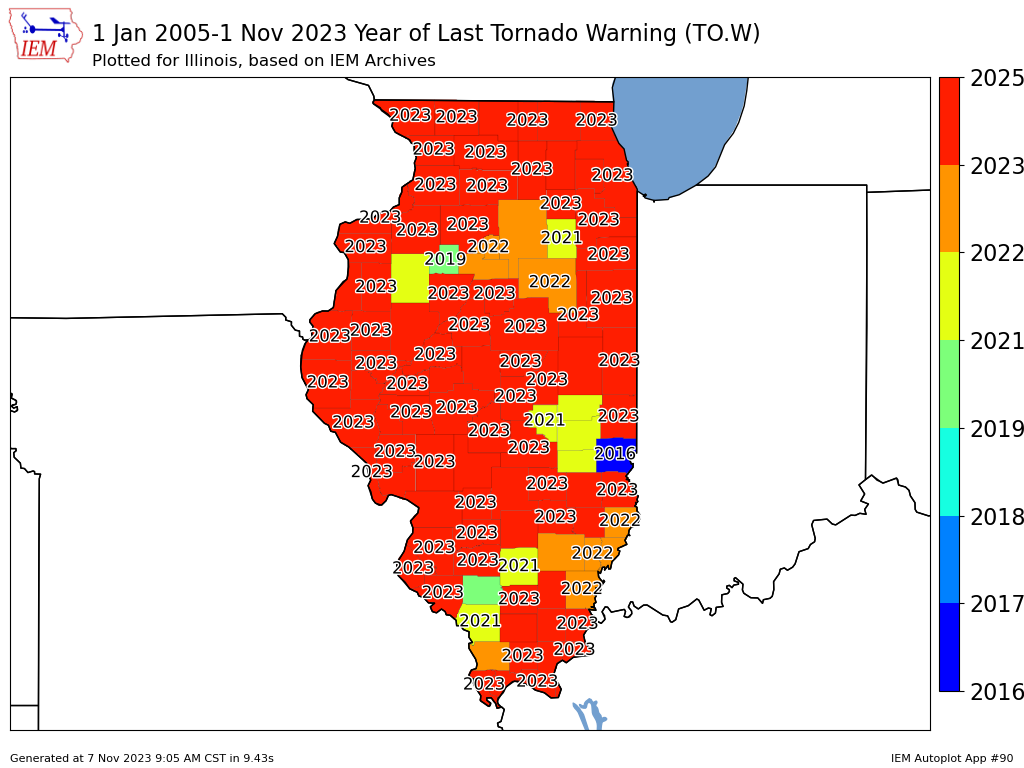 IEM
1 Jan 2005-1 Nov 2023 Year of Last Tornado Warning (TO.W)
Plotted for Illinois, based on IEM Archives
2023 2023 2023 2023
2023 2023
2023 2023
2023 2023
2023
2023 2023 2023 2023
2023 2021
2023 2022 2023
2019
2023 2022
2023 2023 2023
2023
2023 2023
2023 2023
2023 2023 2023
2023 2023 2023
2023 2023 2023
2023
2023 2023 2023
2023 2021
2023
2023 2023
2023 2023 2016
2023
2023 2023
2023
2023 2022
2023
2023 2022
2023 2023 2021
2023 2022
2023
2021 2023
2023 2023
2023 2023
2025
2023
2022
2021
2019
2018
2017
2016
Generated at 7 Nov 2023 9:05 AM CST in 9.43s
IEM Autoplot App #90